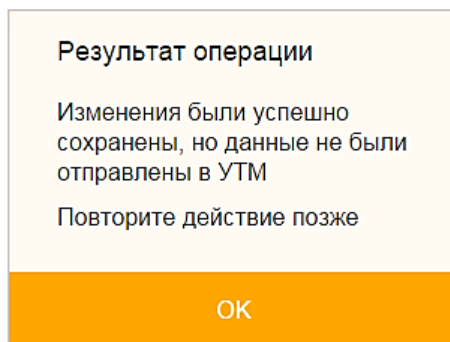 Результат операции
Изменения были успешно
сохранены, но данные не были
отправлены в УТМ
Повторите действие позже
OK